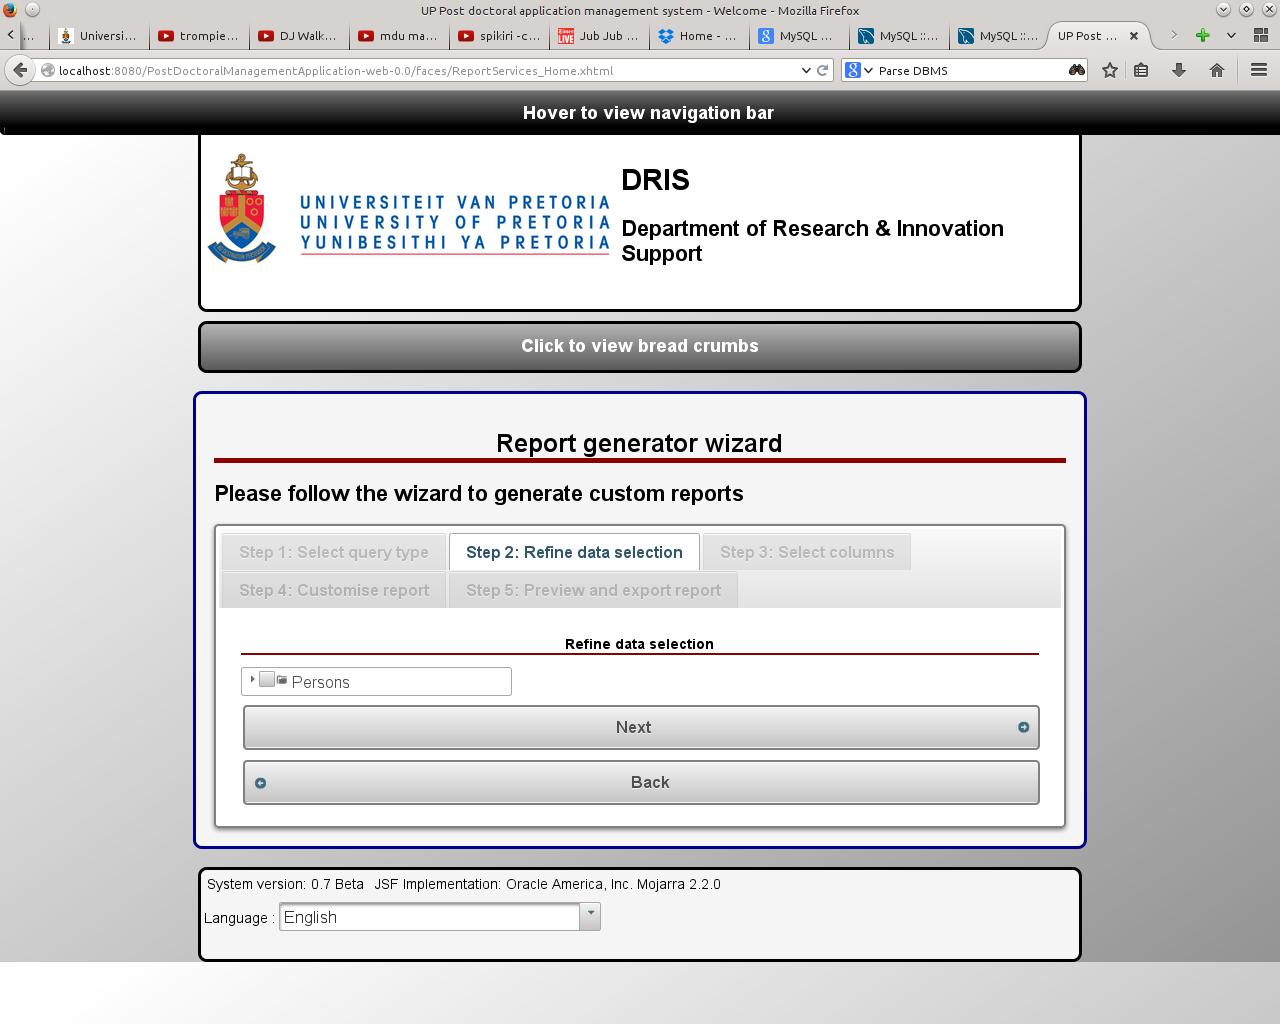 UP Post doctoral application management system - Welcome - Mozilla Firefox
... Universi... trompie... DJ Walk... mdu ma... spikiri -c... Jub Jub ... Home - ... MySQL ... MySQL ::... MySQL ::... UP Post ...
localhost:8080/PostDoctoralManagementApplication-web-0.0/faces/ReportServices_Home.xhtml Parse DBMS
Hover to view navigation bar
UNIVERSITEIT VAN PRETORIA
UNIVERSITY OF PRETORIA
YUNIBESITHI YA PRETORIA
DRIS
Department of Research & Innovation
Support
Click to view bread crumbs
Report generator wizard
Please follow the wizard to generate custom reports
Step 1: Select query type Step 2: Refine data selection Step 3: Select columns
Step 4: Customise report Step 5: Preview and export report
Refine data selection
Persons
Next
Back
System version: 0.7 Beta JSF Implementation: Oracle America, Inc. Mojarra 2.2.0
Language : English